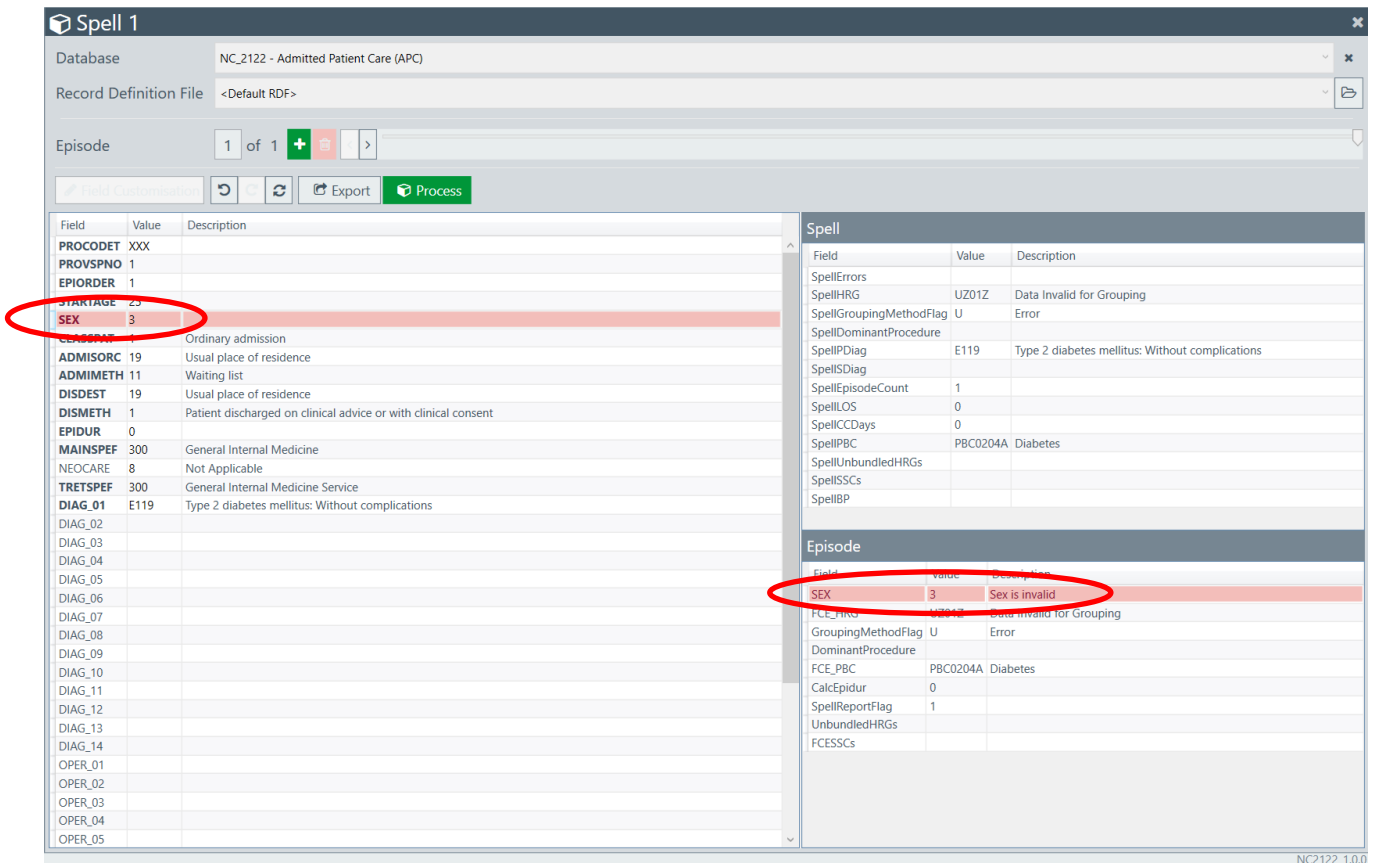 Spell 1
Database NC_2122 - Admitted Patient Care (APC)
Record Definition File <Default RDF>
Episode 1 of 1
Field Customisation Export Process
Field Value Description
PROCODET XXX
PROVSPNO 1
EPIORDER 1
STARTAGE 25
SEX 3
CLASSPAT 1 Ordinary admission
ADMISORC 19 Usual place of residence
ADMIMETH 11 Waiting list
DISDEST 19 Usual place of residence
DISMETH 1 Patient discharged on clinical advice or with clinical consent
EPIDUR 0
MAINSPEF 300 General Internal Medicine
NEOCARE 8 Not Applicable
TRETSPEF 300 General Internal Medicine Service
DIAG_01 E119 Type 2 diabetes mellitus: Without complications
DIAG_02
DIAG_03
DIAG_04
DIAG_05
DIAG_06
DIAG_07
DIAG_08
DIAG_09
DIAG_10
DIAG_11
DIAG_12
DIAG_13
DIAG_14
OPER_01
OPER_02
OPER_03
OPER_04
OPER_05
Spell
Field Value Description
SpellErrors
SpellHRG UZ01Z Data Invalid for Grouping
SpellGroupingMethodFlag U Error
SpellDominantProcedure
SpellPDiag E119 Type 2 diabetes mellitus: Without complications
SpellSDiag
SpellEpisodeCount 1
SpellLOS 0
SpellCCDays 0
SpellPBC PBC0204A Diabetes
SpellUnbundledHRGs
SpellSSCs
SpellBP
Episode
Field Value Description
SEX 3 Sex is invalid
FCE_HRG UZ01Z Data Invalid for Grouping
GroupingMethodFlag U Error
DominantProcedure
FCE_PBC PBC0204A Diabetes
CalcEpidur 0
SpellReportFlag 1
UnbundledHRGs
FCESSCs
NC2122 1.0.0